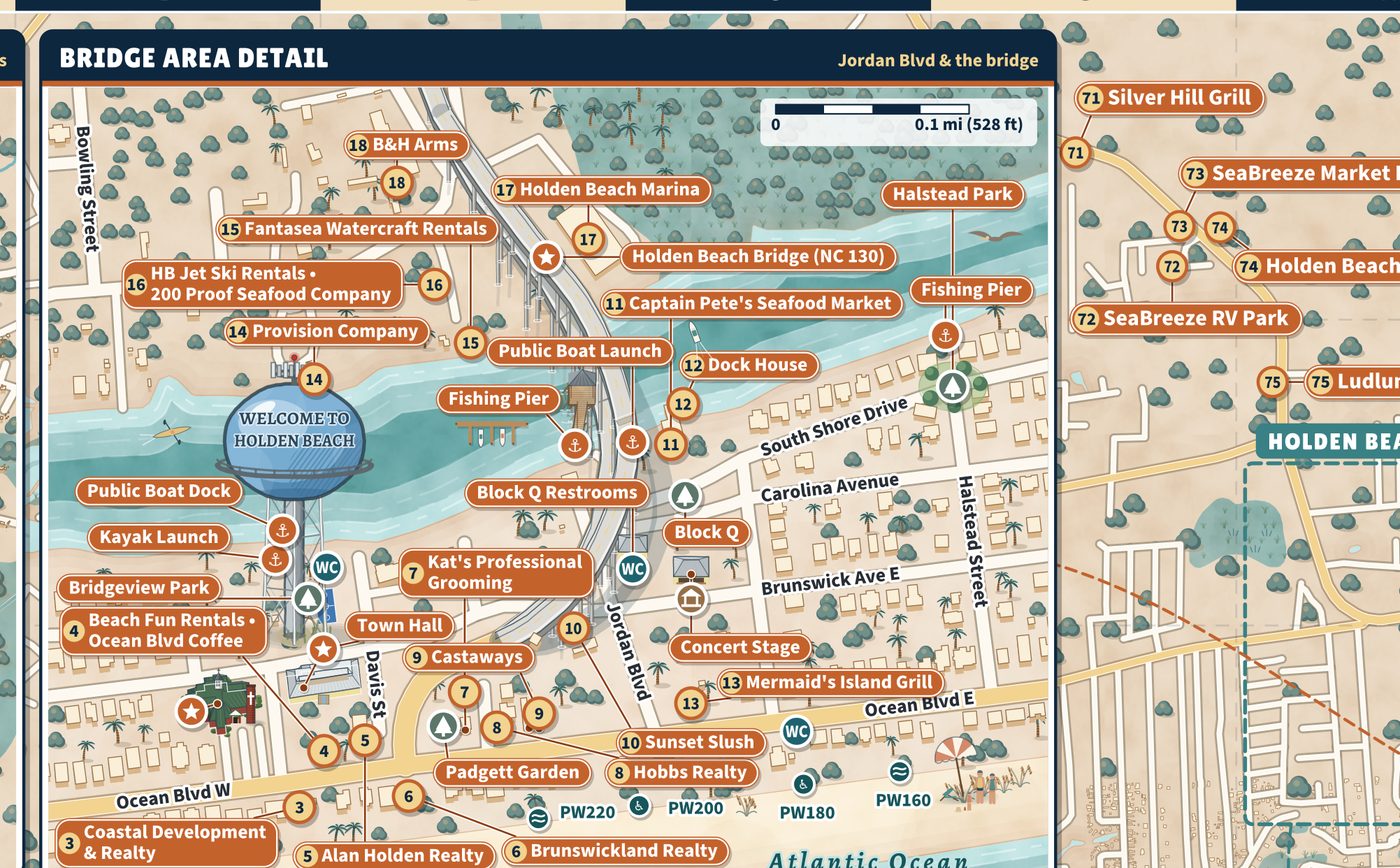 BRIDGE AREA DETAIL
Jordan Blvd & the bridge
0
0.1 mi (528 ft)
Bowling Street
18 B&H Arms
18
17 Holden Beach Marina
17
Halstead Park
15 Fantasea Watercraft Rentals
Holden Beach Bridge (NC 130)
16 HB Jet Ski Rentals •
200 Proof Seafood Company
16
Fishing Pier
11 Captain Pete's Seafood Market
14 Provision Company
15
Public Boat Launch
12 Dock House
14
Fishing Pier
12
WELCOME TO
HOLDEN BEACH
South Shore Drive
11
Public Boat Dock
Block Q Restrooms
Carolina Avenue
Halstead Street
Kayak Launch
Block Q
WC
WC
7 Kat's Professional
Grooming
Bridgeview Park
Brunswick Ave E
4 Beach Fun Rentals •
Ocean Blvd Coffee
Town Hall
10
Jordan Blvd
Concert Stage
9 Castaways
Davis St
13 Mermaid's Island Grill
7
13
Ocean Blvd E
9
8
WC
4
5
10 Sunset Slush
Padgett Garden
8 Hobbs Realty
Ocean Blvd W
3
6
PW220
PW200
PW180
PW160
3 Coastal Development
& Realty
5 Alan Holden Realty
6 Brunswickland Realty
Atlantic Ocean
71 Silver Hill Grill
71
73 SeaBreeze Market
73
74
72
74 Holden Beach
72 SeaBreeze RV Park
75
75
HOLDEN